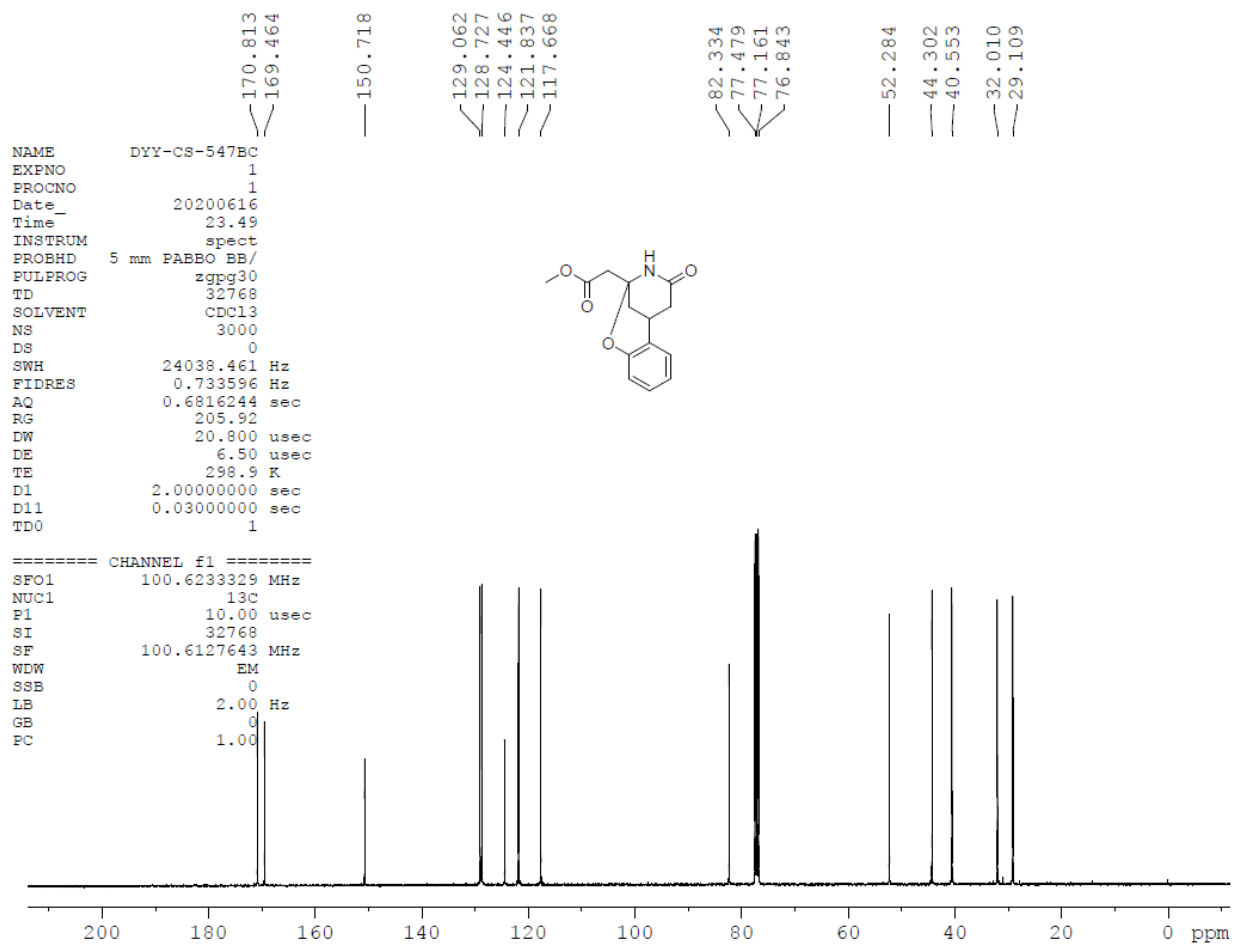 170.813
169.464
150.718
129.062
128.727
124.446
121.837
117.668
82.334
77.479
77.161
76.843
52.284
44.302
40.553
32.010
29.109
NAME DYY-CS-547BC
EXPNO 1
PROCNO 1
Date_ 20200616
Time 23.49
INSTRUM spect
PROBHD 5 mm PABBO BB/
PULPROG zgpg30
TD 32768
SOLVENT CDCl3
NS 3000
DS 0
SWH 24038.461 Hz
FIDRES 0.733596 Hz
AQ 0.6816244 sec
RG 205.92
DW 20.800 usec
DE 6.50 usec
TE 298.9 K
D1 2.00000000 sec
D11 0.03000000 sec
TD0 1
======== CHANNEL f1 ========
SFO1 100.6233329 MHz
NUC1 13C
P1 10.00 usec
SI 32768
SF 100.6127643 MHz
WDW EM
SSB 0
LB 2.00 Hz
GB 0
PC 1.00
H
N
O
O
O
O
200 180 160 140 120 100 80 60 40 20 0 ppm